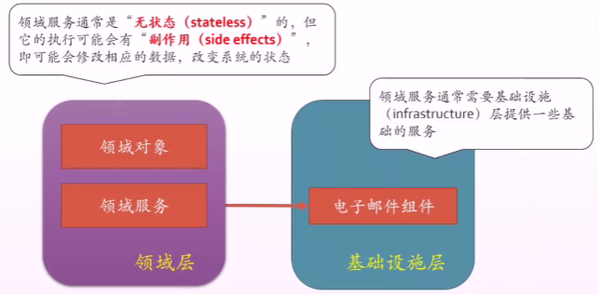 领域服务通常是“无状态（stateless）”的，但
它的执行可能会有“副作用（side effects）”，
即可能会修改相应的数据，改变系统的状态
领域服务通常需要基础设施
（infrastructure）层提供一些基
础的服务
领域对象
领域服务
电子邮件组件
领域层
基础设施层